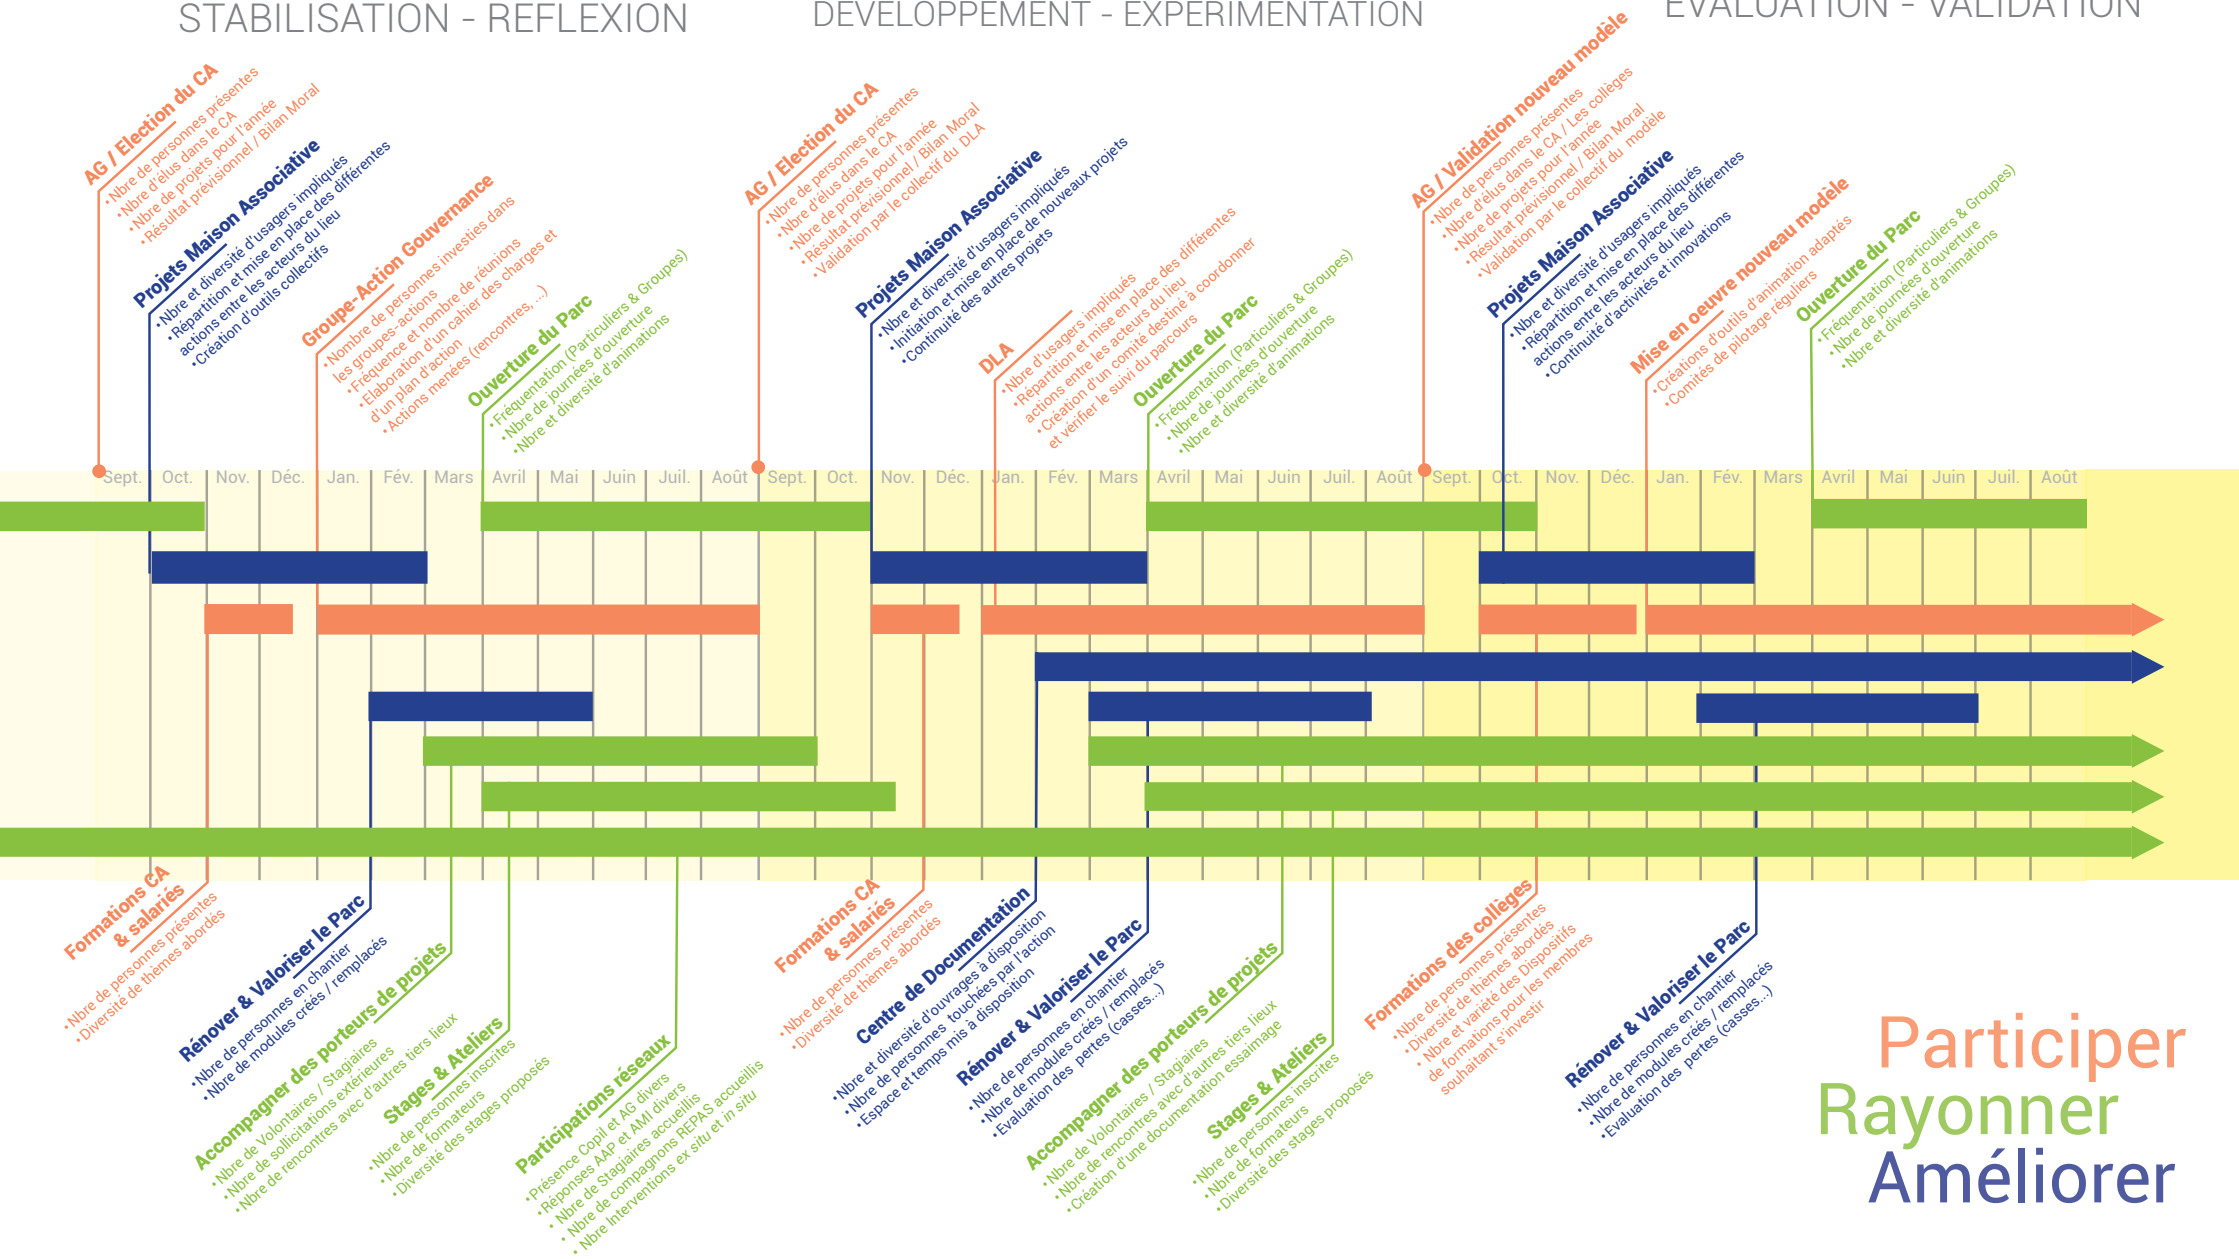 STABILISATION - REFLEXION
DEVELOPPEMENT - EXPERIMENTATION
EVALUATION - VALIDATION
AG / Election du CA
•Nbre de personnes présentes
•Nbre d'élus dans le CA
•Nbre de projets pour l'année
•Résultat prévisionnel / Bilan Moral
Projets Maison Associative
•Nbre et diversité d'usagers impliqués
•Répartition et mise en place des différentes
actions entre les acteurs du lieu
•Création d'outils collectifs
Groupe-Action Gouvernance
•Nombre de personnes investies dans
les groupes-actions
•Fréquence et nombre de réunions
•Elaboration d'un cahier des charges et
d'un plan d'action
•Actions menées (rencontres, ...)
Ouverture du Parc
•Fréquentation (Particuliers & Groupes)
•Nbre de journées d'ouverture
•Nbre et diversité d'animations
AG / Election du CA
•Nbre de personnes présentes
•Nbre d'élus dans le CA
•Nbre de projets pour l'année
•Résultat prévisionnel / Bilan Moral
•Validation par le collectif du DLA
Projets Maison Associative
•Nbre et diversité d'usagers impliqués
•Initiation et mise en place de nouveaux projets
•Continuité des autres projets
DLA
•Nbre d'usagers impliqués
•Répartition et mise en place des différentes
actions entre les acteurs du lieu
•Création d'un comité destiné à coordonner
et vérifier le suivi du parcours
Ouverture du Parc
•Fréquentation (Particuliers & Groupes)
•Nbre de journées d'ouverture
•Nbre et diversité d'animations
AG / Validation nouveau modèle
•Nbre de personnes présentes
•Nbre d'élus dans le CA / Les collèges
•Nbre de projets pour l'année
•Résultat prévisionnel / Bilan Moral
•Validation par le collectif du modèle
Projets Maison Associative
•Nbre et diversité d'usagers impliqués
•Répartition et mise en place des différentes
actions entre les acteurs du lieu
•Continuité d'activités et innovations
Mise en oeuvre nouveau modèle
•Créations d'outils d'animation adaptés
•Comités de pilotage réguliers
Ouverture du Parc
•Fréquentation (Particuliers & Groupes)
•Nbre de journées d'ouverture
•Nbre et diversité d'animations
Sept. Oct. Nov. Déc. Jan. Fév. Mars Avril Mai Juin Juil. Août Sept. Oct. Nov. Déc. Jan. Fév. Mars Avril Mai Juin Juil. Août Sept. Oct. Nov. Déc. Jan. Fév. Mars Avril Mai Juin Juil. Août
Formations CA
& salariés
•Nbre de personnes présentes
•Diversité de thèmes abordés
Rénover & Valoriser le Parc
•Nbre de personnes en chantier
•Nbre de modules créés / remplacés
Accompagner des porteurs de projets
•Nbre de Volontaires / Stagiaires
•Nbre de sollicitations extérieures
•Nbre de rencontres avec d'autres tiers lieux
Stages & Ateliers
•Nbre de personnes inscrites
•Nbre de formateurs
•Diversité des stages proposés
Participations réseaux
•Présence Copil et AG divers
•Réponses AAP et AMI divers
• Nbre de Stagiaires accueillis
• Nbre de compagnons REPAS accueillis
• Nbre Interventions ex situ et in situ
Formations CA
& salariés
•Nbre de personnes présentes
•Diversité de thèmes abordés
Centre de Documentation
•Nbre et diversité d'ouvrages à disposition
•Nbre de personnes touchées par l'action
•Espace et temps mis à disposition
Rénover & Valoriser le Parc
•Nbre de personnes en chantier
•Nbre de modules créés / remplacés
•Evaluation des pertes (casses...)
Accompagner des porteurs de projets
•Nbre de Volontaires / Stagiaires
•Nbre de rencontres avec d'autres tiers lieux
•Création d'une documentation essaimage
Stages & Ateliers
•Nbre de personnes inscrites
•Nbre de formateurs
•Diversité des stages proposés
Formations des collèges
•Nbre de personnes présentes
•Diversité de thèmes abordés
• Nbre et variété des Dispositifs
de formations pour les membres
souhaitant s'investir
Rénover & Valoriser le Parc
•Nbre de personnes en chantier
•Nbre de modules créés / remplacés
•Evaluation des pertes (casses...)
Participer
Rayonner
Améliorer